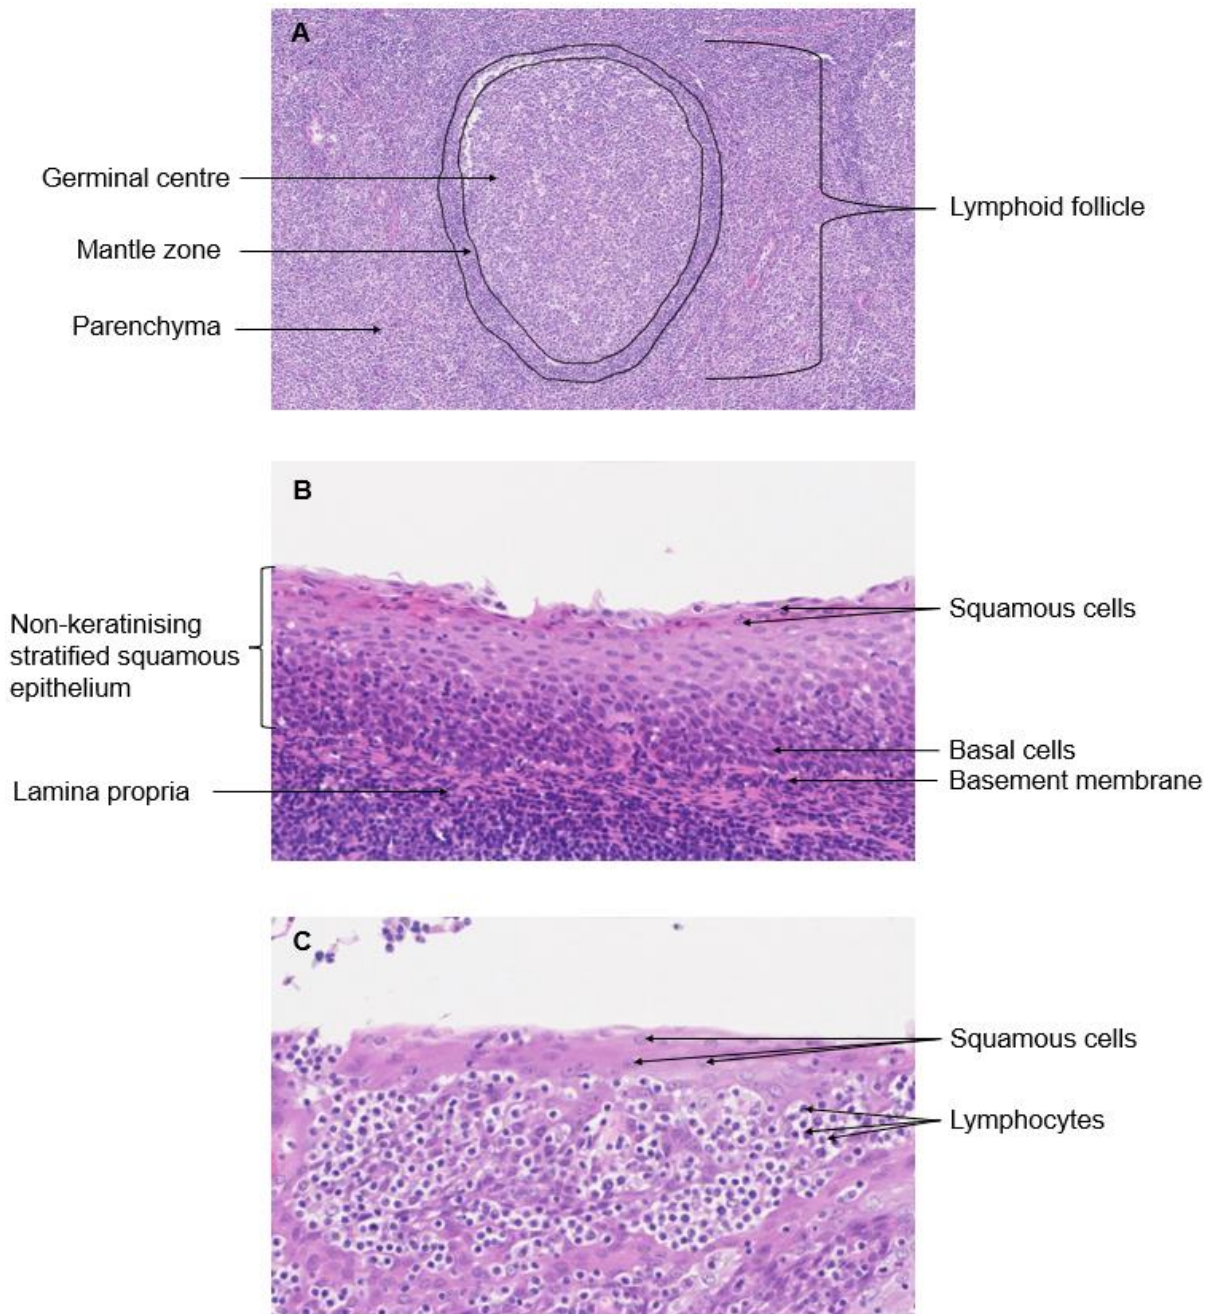 A
Germinal centre
Mantle zone
Parenchyma
Lymphoid follicle
B
Non-keratinising
stratified squamous
epithelium
Lamina propria
Squamous cells
Basal cells
Basement membrane
C
Squamous cells
Lymphocytes